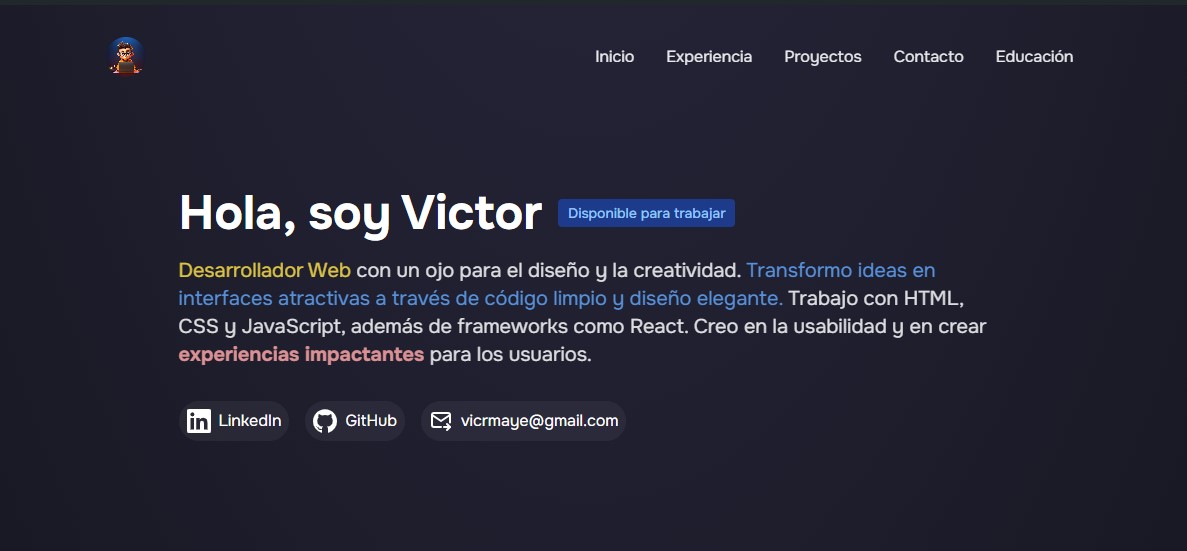 Inicio Experiencia Proyectos Contacto Educación
Hola, soy Victor Disponible para trabajar
Desarrollador Web con un ojo para el diseño y la creatividad. Transformo ideas en
interfaces atractivas a través de código limpio y diseño elegante. Trabajo con HTML,
CSS y JavaScript, además de frameworks como React. Creo en la usabilidad y en crear
experiencias impactantes para los usuarios.
LinkedIn GitHub vicrmaye@gmail.com